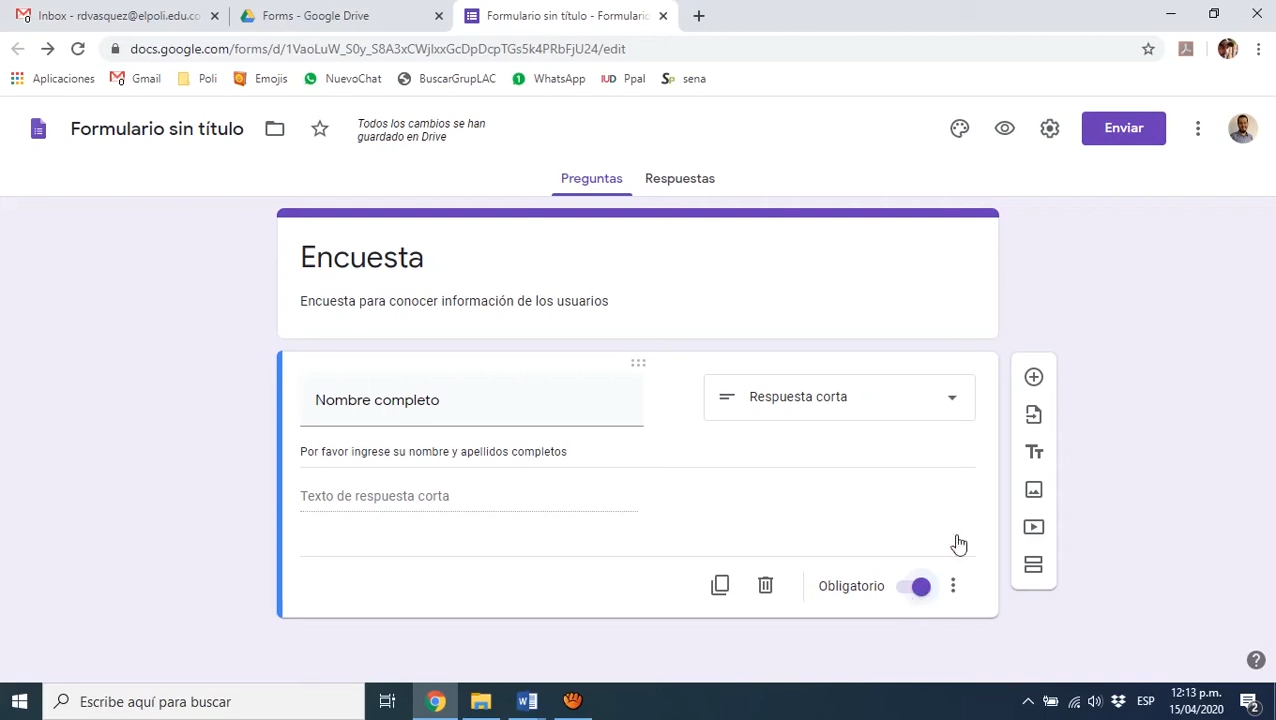 Inbox - rdvasquez@elpoli.edu.co
Forms - Google Drive
Formulario sin título - Formulario
docs.google.com/forms/d/1VaoLuW_S0y_S8A3xCWjlxxGcDpDcpTGs5k4PRbFjU24/edit
Aplicaciones
Gmail
Poli
Emojis
NuevoChat
BuscarGrupLAC
WhatsApp
IUD Ppal
Sp sena
Formulario sin título
Todos los cambios se han
guardado en Drive
Enviar
Preguntas
Respuestas
Encuesta
Encuesta para conocer información de los usuarios
Nombre completo
Respuesta corta
Por favor ingrese su nombre y apellidos completos
Texto de respuesta corta
Obligatorio
Escribe aquí para buscar
ESP
12:13 p.m.
15/04/2020
2